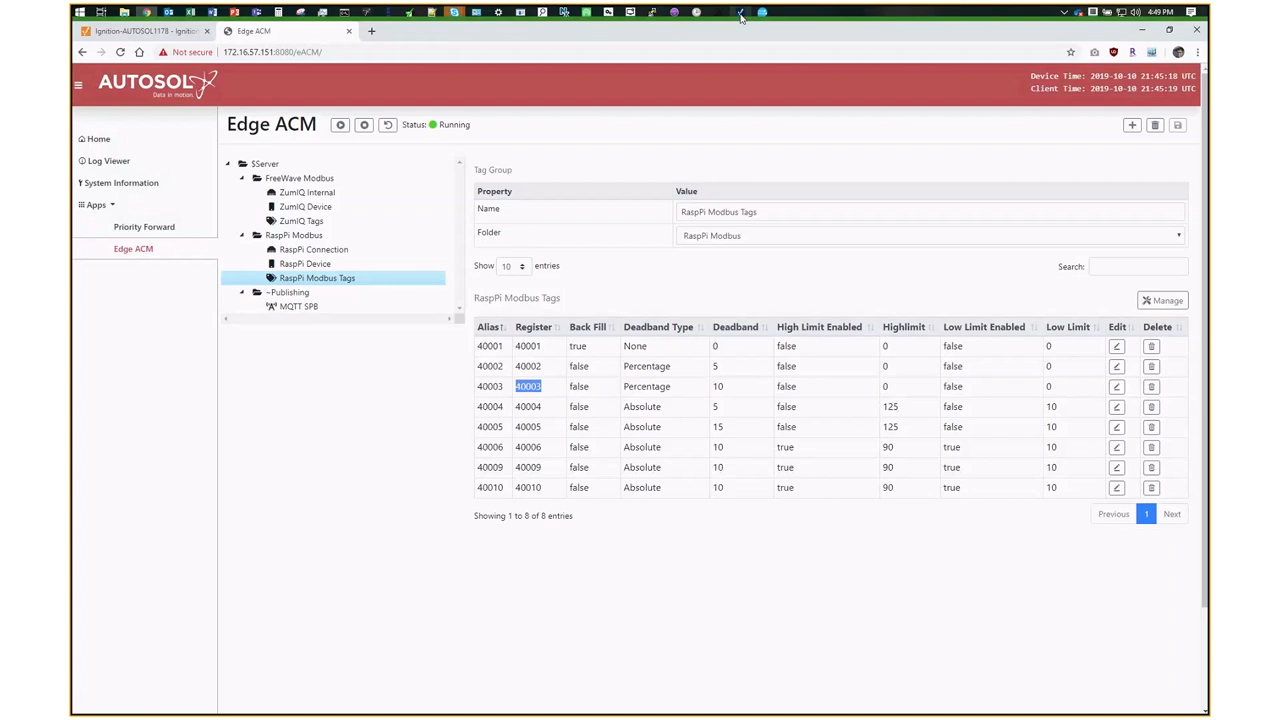 4:49 PM
Ignition-AUTOSOL1178 - Ignition
Edge ACM
Not secure
172.16.57.151:8080/eACM/
AUTOSOL
Data in motion.
Device Time: 2019-10-10 21:45:18 UTC
Client Time: 2019-10-10 21:45:19 UTC
Home
Log Viewer
System Information
Apps
Priority Forward
Edge ACM
Edge ACM
Status: Running
$Server
FreeWave Modbus
ZumIQ Internal
ZumIQ Device
ZumIQ Tags
RaspPi Modbus
RaspPi Connection
RaspPi Device
RaspPi Modbus Tags
~Publishing
MQTT SPB
Tag Group
Property Value
Name RaspPi Modbus Tags
Folder RaspPi Modbus
Show 10 entries Search:
RaspPi Modbus Tags Manage
Alias Register Back Fill Deadband Type Deadband High Limit Enabled Highlimit Low Limit Enabled Low Limit Edit Delete
40001 40001 true None 0 false 0 false 0
40002 40002 false Percentage 5 false 0 false 0
40003 40003 false Percentage 10 false 0 false 0
40004 40004 false Absolute 5 false 125 false 10
40005 40005 false Absolute 15 false 125 false 10
40006 40006 false Absolute 10 true 90 true 10
40009 40009 false Absolute 10 true 90 true 10
40010 40010 false Absolute 10 true 90 true 10
Showing 1 to 8 of 8 entries Previous 1 Next